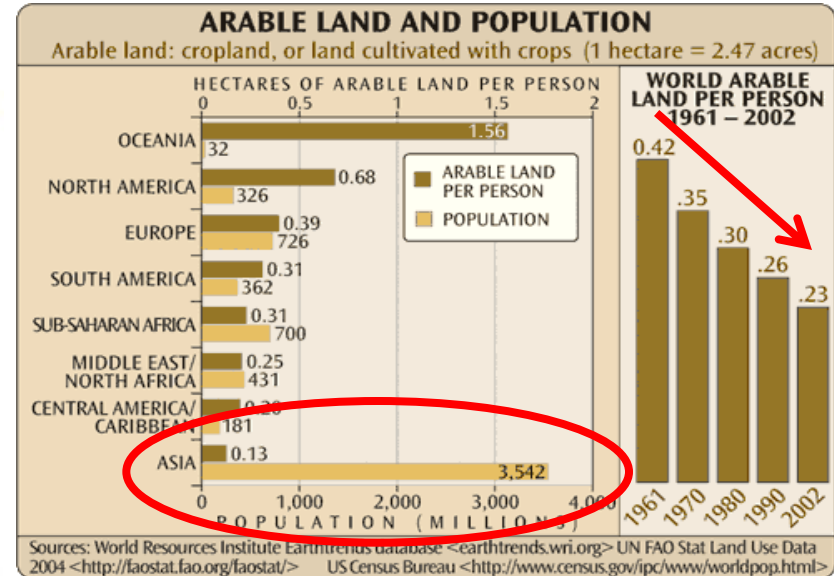 ARABLE LAND AND POPULATION
Arable land: cropland, or land cultivated with crops (1 hectare = 2.47 acres)
HECTARES OF ARABLE LAND PER PERSON
0 0.5 1 1.5 2
OCEANIA 1.56
32
NORTH AMERICA 0.68
326
EUROPE 0.39
726
SOUTH AMERICA 0.31
362
SUB-SAHARAN AFRICA 0.31
700
MIDDLE EAST/
NORTH AFRICA
0.25
431
CENTRAL AMERICA/
CARIBBEAN
181
ASIA 0.13
3,542
0 1,000 2,000 3,000 4,000
POPULATION (MILLIONS)
ARABLE LAND
PER PERSON
POPULATION
WORLD ARABLE
LAND PER PERSON
1961 – 2002
0.42
.35
.30
.26
.23
1961 1970 1980 1990 2002
Sources: World Resources Institute Earthtrends database <earthtrends.wri.org> UN FAO Stat Land Use Data
2004 <http://faostat.fao.org/faostat/> US Census Bureau <http://www.census.gov/ipc/www/worldpop.html>